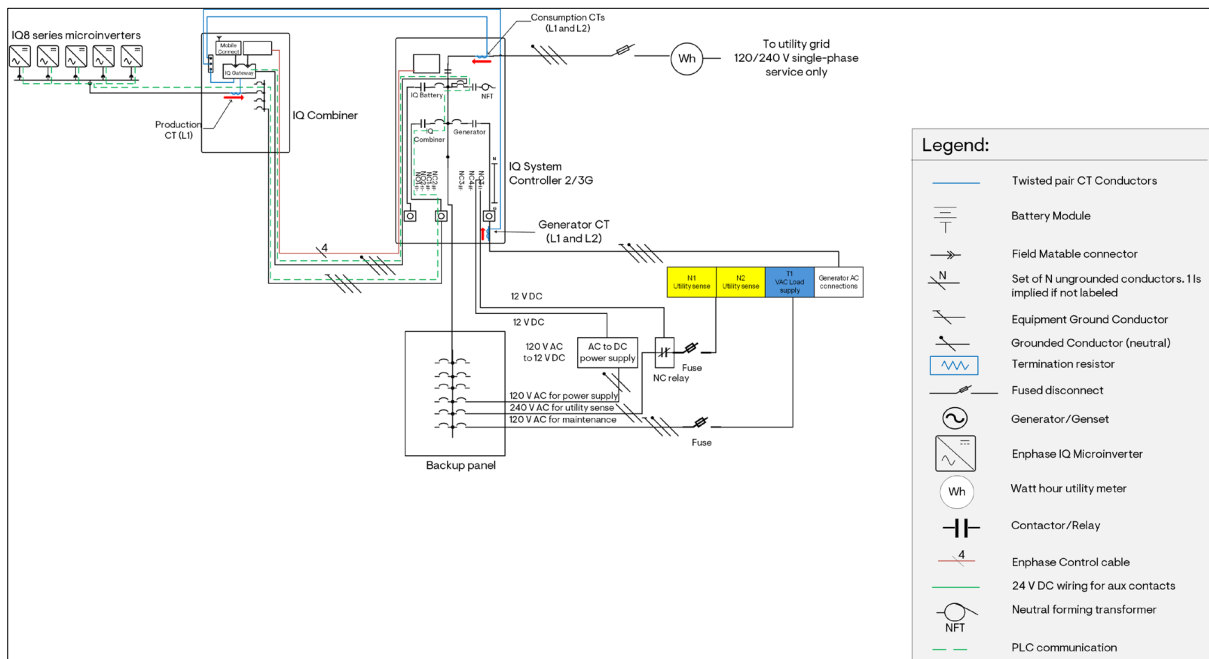 IQ8 series microinverters
Mobile
Connect
IQ Gateway
Production
CT (L1)
IQ Combiner
Consumption CTs
(L1 and L2)
Wh
To utility grid
120/240 V single-phase
service only
IQ Battery
NFT
IQ
Combiner
Generator
NC3
NC4
IQ System
Controller 2/3G
Generator CT
(L1 and L2)
4
N1
Utility sense
N2
Utility sense
T1
VAC Load
supply
Generator AC
connections
12 V DC
12 V DC
120 V AC
to 12 V DC
AC to DC
power supply
Fuse
NC relay
120 V AC for power supply
240 V AC for utility sense
120 V AC for maintenance
Fuse
Backup panel
Legend:
Twisted pair CT Conductors
Battery Module
Field Matable connector
N
Set of N ungrounded conductors. 1 Is
implied if not labeled
Equipment Ground Conductor
Grounded Conductor (neutral)
Termination resistor
Fused disconnect
Generator/Genset
Enphase IQ Microinverter
Wh
Watt hour utility meter
Contactor/Relay
4
Enphase Control cable
24 V DC wiring for aux contacts
Neutral forming transformer
NFT
PLC communication